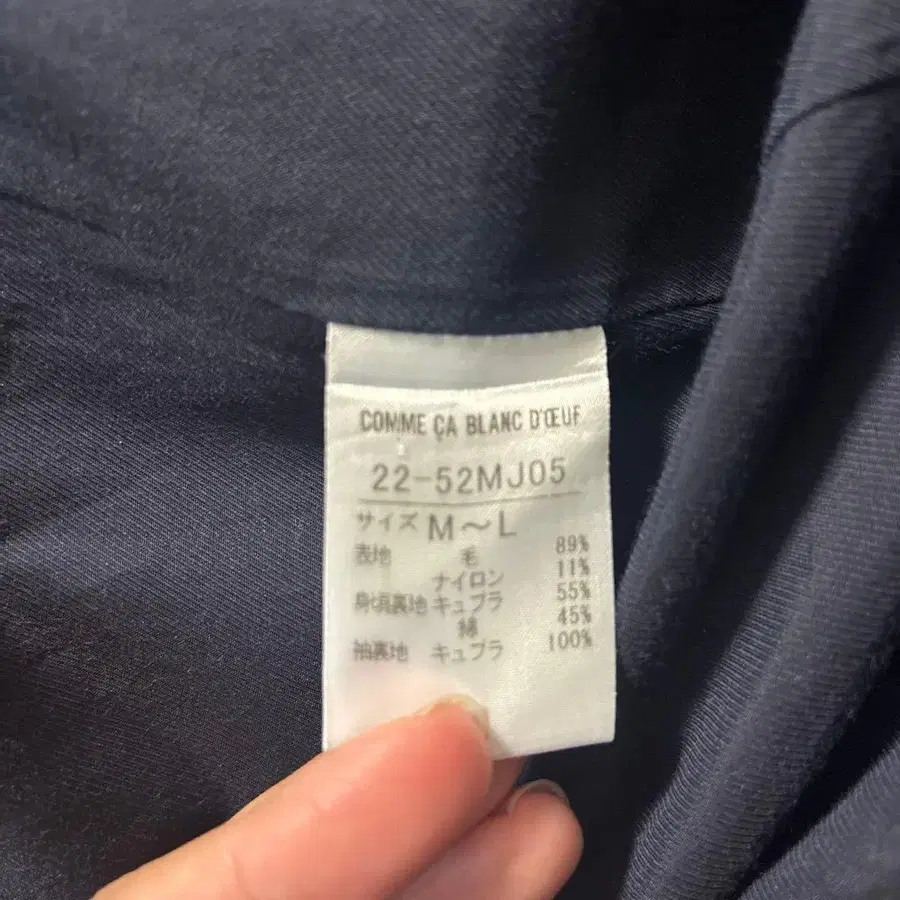 COMME ÇA BLANC D'ŒUF
22-52MJ05
サイズ M～L
表地 毛 89%
ナイロン 11%
身頃裏地 キュプラ 55%
綿 45%
袖裏地 キュプラ 100%